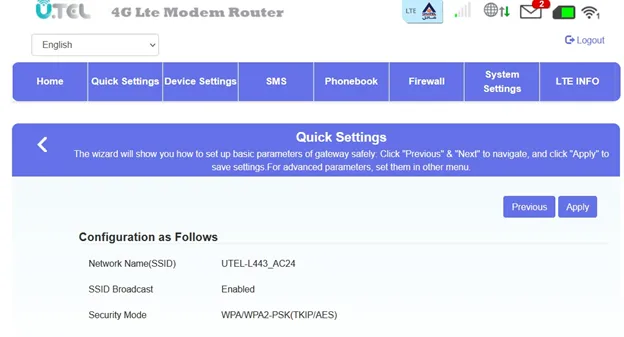 U.TEL 4G Lte Modem Router
LTE
2
1
English
Logout
Home Quick Settings Device Settings SMS Phonebook Firewall System Settings LTE INFO
Quick Settings
The wizard will show you how to set up basic parameters of gateway safely: Click "Previous" & "Next" to navigate, and click "Apply" to
save settings.For advanced parameters, set them in other menu.
Previous Apply
Configuration as Follows
Network Name(SSID) UTEL-L443_AC24
SSID Broadcast Enabled
Security Mode WPA/WPA2-PSK(TKIP/AES)